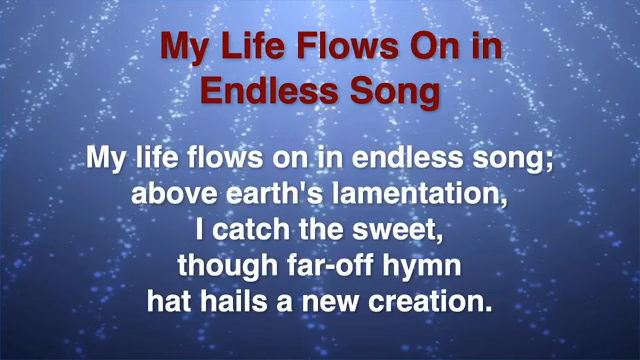 My Life Flows On in
Endless Song
My life flows on in endless song;
above earth's lamentation,
I catch the sweet,
though far-off hymn
hat hails a new creation.